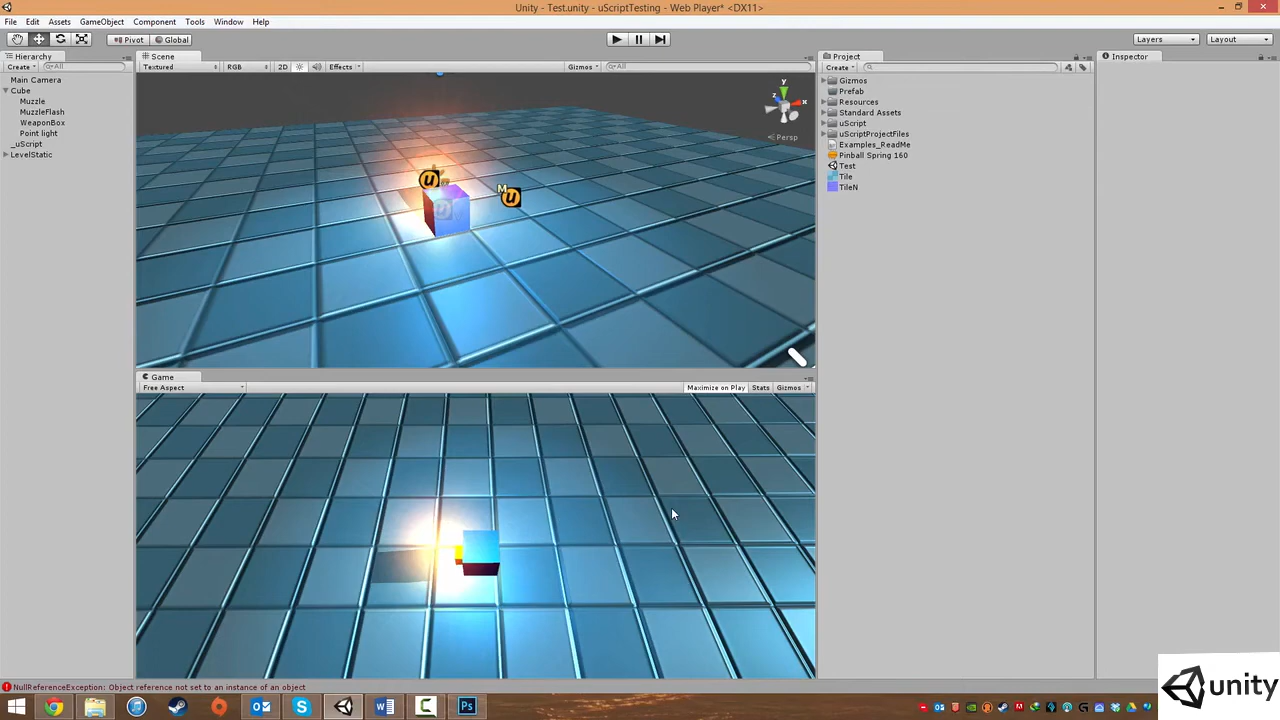 Unity - Test.unity - uScriptTesting - Web Player* <DX11>
File Edit Assets GameObject Component Tools Window Help
Pivot Global Layers Layout
Hierarchy Scene Project Inspector
Create All Textured RGB 2D Effects Gizmos All Create
Main Camera
Cube
Muzzle
MuzzleFlash
WeaponBox
Point light
_uScript
LevelStatic
y
z
x
Persp
u
M
u
Gizmos
Prefab
Resources
Standard Assets
uScript
uScriptProjectFiles
Examples_ReadMe
Pinball Spring 160
Test
Tile
TileN
Game
Free Aspect Maximize on Play Stats Gizmos
NullReferenceException: Object reference not set to an instance of an object
Ps
unity